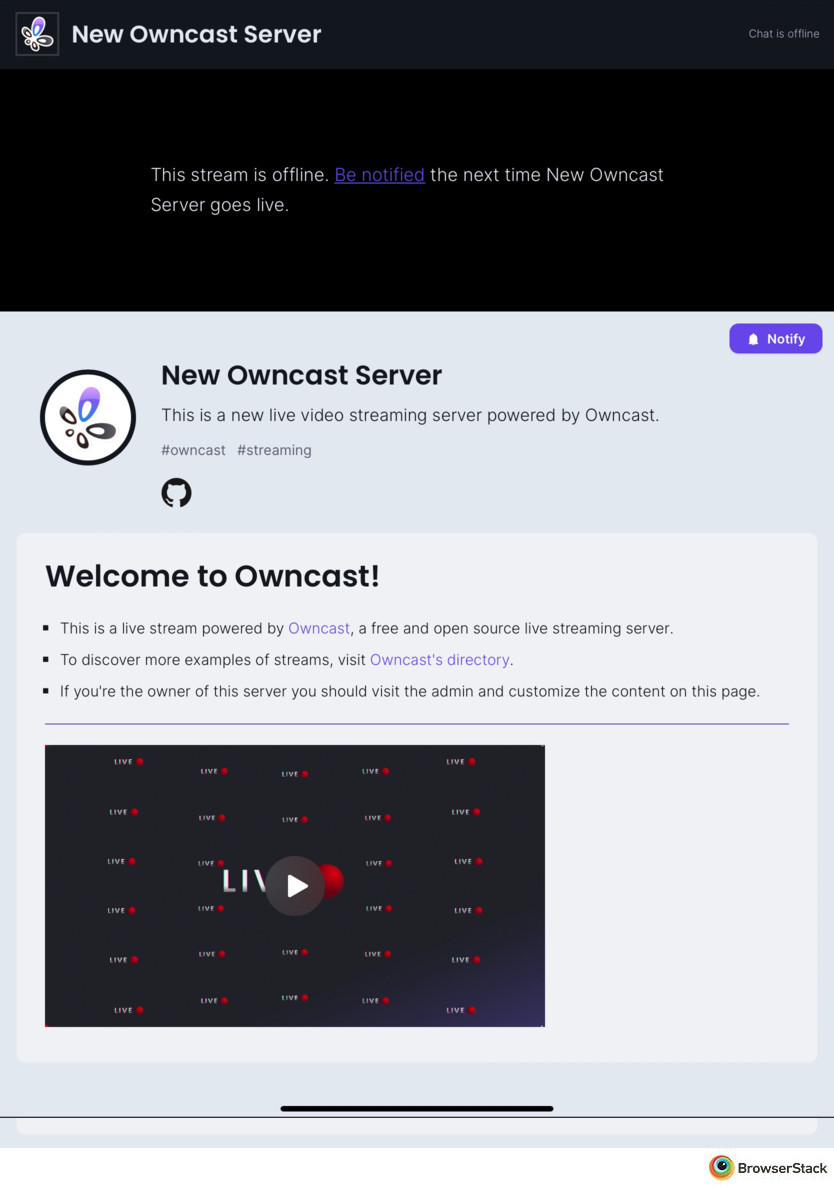 New Owncast Server
Chat is offline
This stream is offline. Be notified the next time New Owncast
Server goes live.
Notify
New Owncast Server
This is a new live video streaming server powered by Owncast.
#owncast #streaming
Welcome to Owncast!
This is a live stream powered by Owncast, a free and open source live streaming server.
To discover more examples of streams, visit Owncast's directory.
If you're the owner of this server you should visit the admin and customize the content on this page.
LIVE LIVE LIVE LIVE LIVE
LIVE LIVE LIVE LIVE LIVE
LIVE LIVE LIVE LIVE
LIV
LIVE LIVE LIVE LIVE
LIVE LIVE LIVE LIVE LIVE
LIVE LIVE LIVE LIVE LIVE
BrowserStack